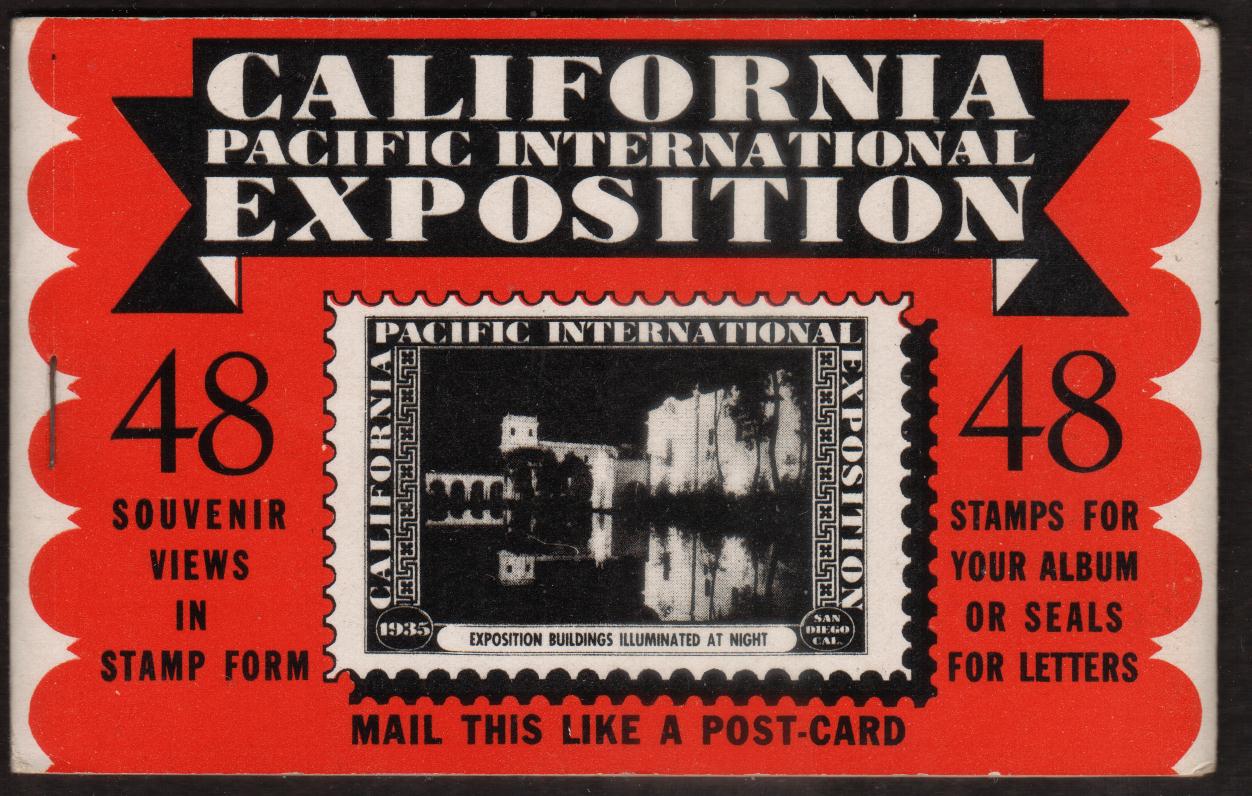 CALIFORNIA
PACIFIC INTERNATIONAL
EXPOSITION
48
SOUVENIR
VIEWS
IN
STAMP FORM
PACIFIC INTERNATIONAL
CALIFORNIA
EXPOSITION
1935
EXPOSITION BUILDINGS ILLUMINATED AT NIGHT
SAN
DIEGO
CAL.
48
STAMPS FOR
YOUR ALBUM
OR SEALS
FOR LETTERS
MAIL THIS LIKE A POST-CARD